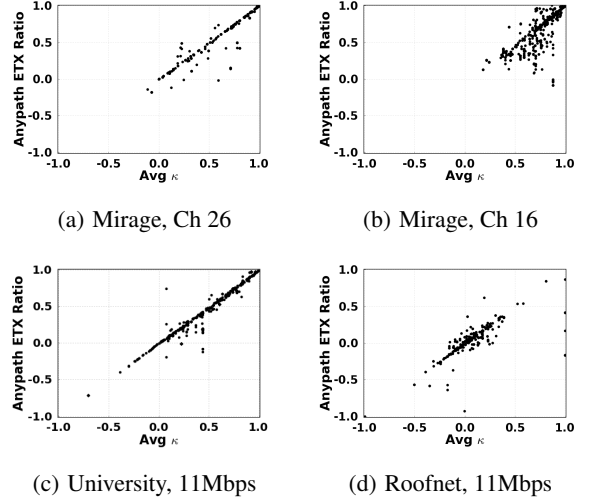 1.0
0.5
0.0
-0.5
-1.0
Anypath ETX Ratio
-1.0 -0.5 0.0 0.5 1.0
Avg κ
(a) Mirage, Ch 26
1.0
0.5
0.0
-0.5
-1.0
Anypath ETX Ratio
-1.0 -0.5 0.0 0.5 1.0
Avg κ
(b) Mirage, Ch 16
1.0
0.5
0.0
-0.5
-1.0
Anypath ETX Ratio
-1.0 -0.5 0.0 0.5 1.0
Avg κ
(c) University, 11Mbps
1.0
0.5
0.0
-0.5
-1.0
Anypath ETX Ratio
-1.0 -0.5 0.0 0.5 1.0
Avg κ
(d) Roofnet, 11Mbps